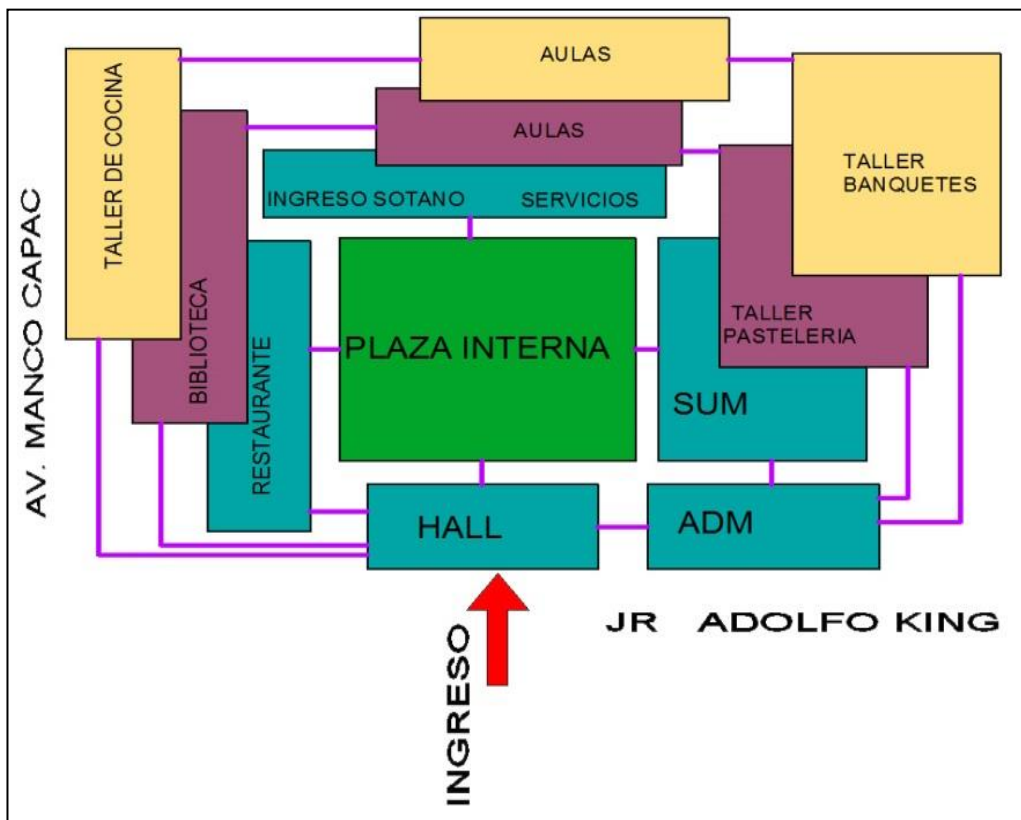 AULAS
AULAS
TALLER DE COCINA
TALLER
BANQUETES
INGRESO SOTANO
SERVICIOS
BIBLIOTECA
RESTAURANTE
PLAZA INTERNA
TALLER
PASTELERIA
SUM
HALL
ADM
AV. MANCO CAPAC
JR ADOLFO KING
INGRESO